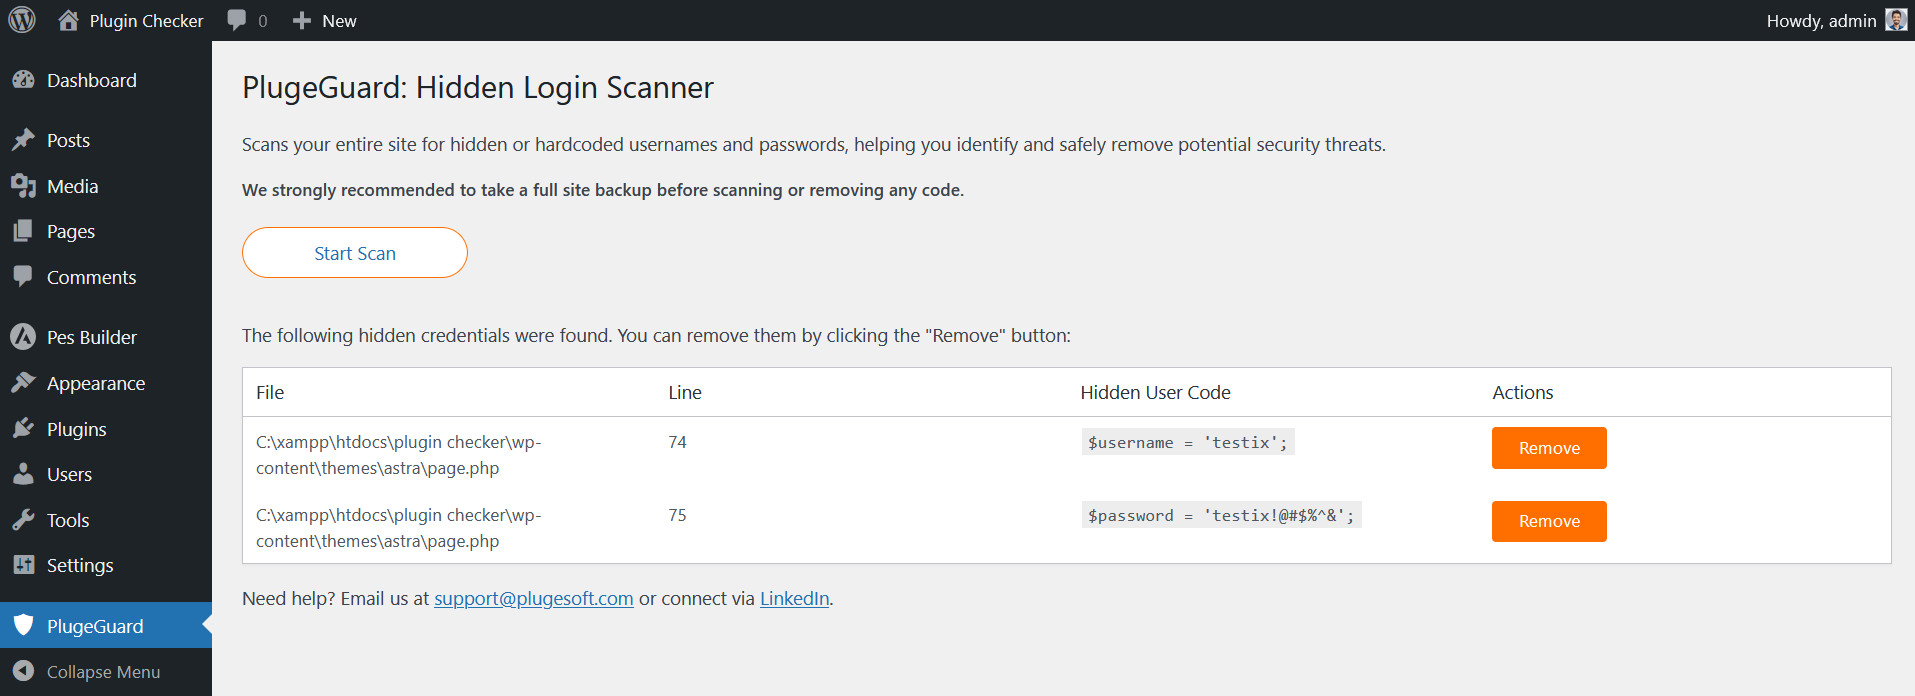 Plugin Checker 0 New Howdy, admin
Dashboard
Posts
Media
Pages
Comments
Pes Builder
Appearance
Plugins
Users
Tools
Settings
PlugeGuard
Collapse Menu
PlugeGuard: Hidden Login Scanner
Scans your entire site for hidden or hardcoded usernames and passwords, helping you identify and safely remove potential security threats.
We strongly recommended to take a full site backup before scanning or removing any code.
Start Scan
The following hidden credentials were found. You can remove them by clicking the "Remove" button:
File Line Hidden User Code Actions
C:\xampp\htdocs\plugin checker\wp- 74 $username = 'testix'; Remove
content\themes\astra\page.php
C:\xampp\htdocs\plugin checker\wp- 75 $password = 'testix!@#$%^&'; Remove
content\themes\astra\page.php
Need help? Email us at support@plugesoft.com or connect via LinkedIn.